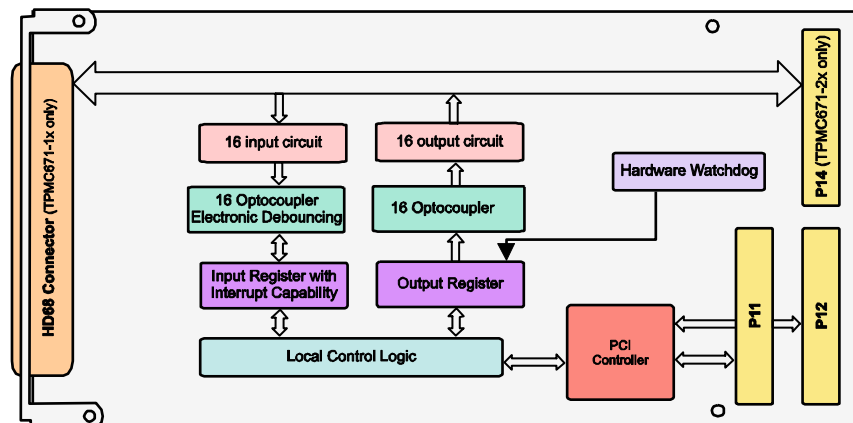 HD68 Connector (TPMC671-1x only)
16 input circuit
16 output circuit
P14 (TPMC671-2x only)
Hardware Watchdog
16 Optocoupler
Electronic Debouncing
16 Optocoupler
Input Register with
Interrupt Capability
Output Register
P11
P12
PCI
Controller
Local Control Logic